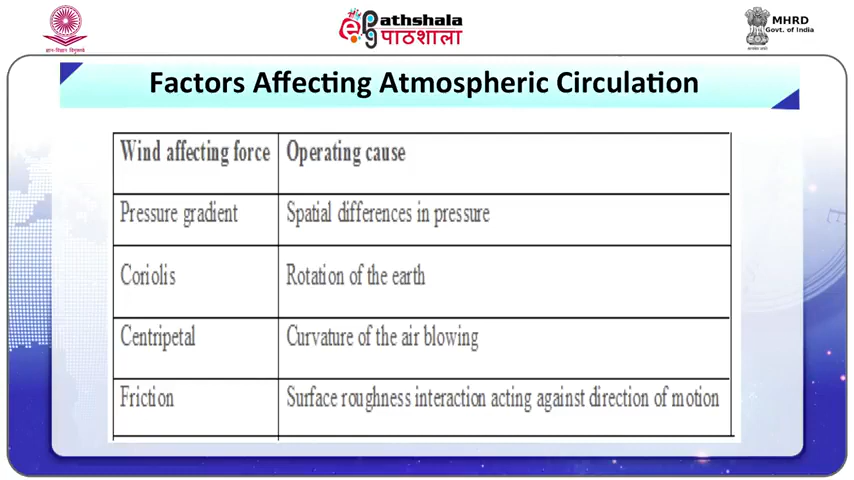 ePathshala
पाठशाला
MHRD
Govt. of India
Factors Affecting Atmospheric Circulation
Wind affecting force Operating cause
Pressure gradient Spatial differences in pressure
Coriolis Rotation of the earth
Centripetal Curvature of the air blowing
Friction Surface roughness interaction acting against direction of motion